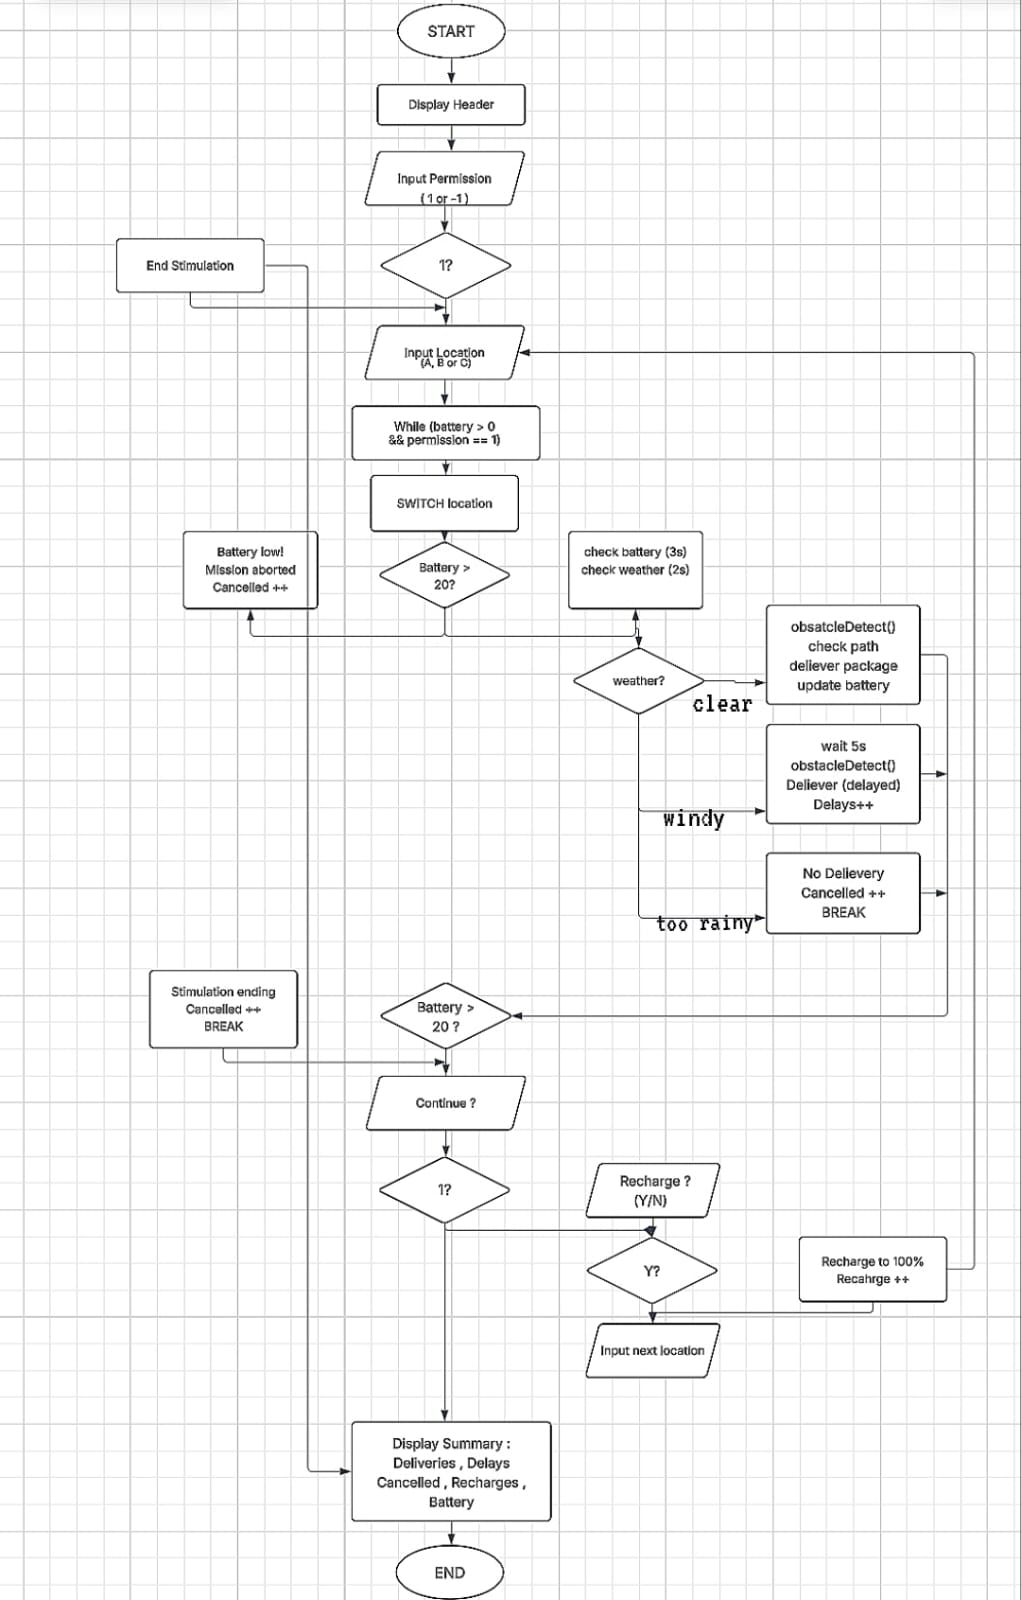 START
Display Header
Input Permission
( 1 or -1 )
End Stimulation
1?
Input Location
(A, B or C)
While (battery > 0
&& permission == 1)
SWITCH location
Battery low!
Mission aborted
Cancelled ++
Battery >
20?
check battery (3s)
check weather (2s)
obsatcleDetect()
check path
deliever package
update battery
weather?
clear
wait 5s
obstacleDetect()
Deliever (delayed)
Delays++
windy
No Delievery
Cancelled ++
BREAK
too rainy
Stimulation ending
Cancelled ++
BREAK
Battery >
20 ?
Continue ?
1?
Recharge ?
(Y/N)
Y?
Recharge to 100%
Recahrge ++
Input next location
Display Summary :
Deliveries , Delays
Cancelled , Recharges ,
Battery
END